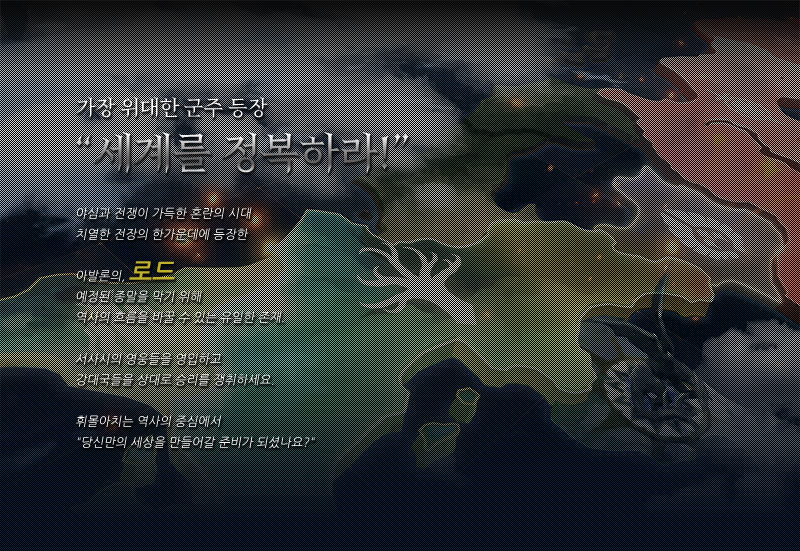 가장 위대한 군주 등장
“세계를 정복하라!”
야심과 전쟁이 가득한 혼란의 시대
치열한 전장의 한가운데에 등장한
아발론의, 로드
예정된 종말을 막기 위해
역사의 흐름을 바꿀 수 있는 유일한 존재
서사시의 영웅들을 영입하고
강대국들을 상대로 승리를 쟁취하세요.
휘몰아치는 역사의 중심에서
"당신만의 세상을 만들어갈 준비가 되셨나요?"